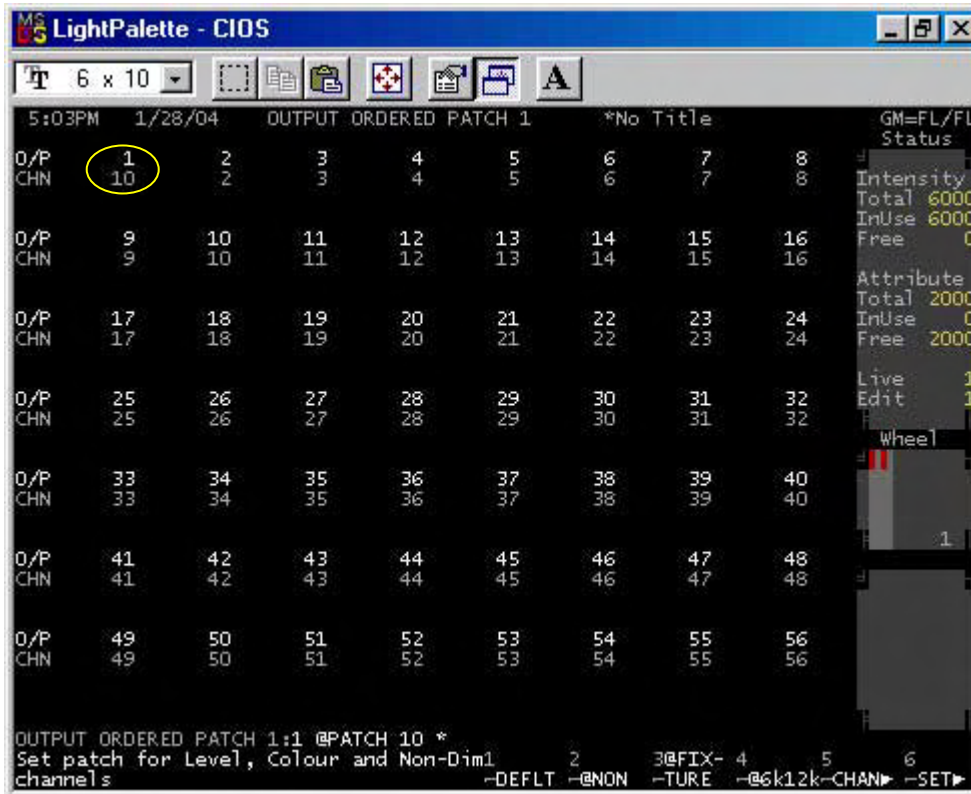 LightPalette - CIOS
6 x 10
5:03PM 1/28/04 OUTPUT ORDERED PATCH 1 *No Title GM=FL/FL
Status
O/P 1 2 3 4 5 6 7 8
CHN 10 2 3 4 5 6 7 8
Intensity
Total 6000
InUse 6000
Free 0
O/P 9 10 11 12 13 14 15 16
CHN 9 10 11 12 13 14 15 16
Attribute
Total 2000
InUse 0
Free 2000
O/P 17 18 19 20 21 22 23 24
CHN 17 18 19 20 21 22 23 24
Live 1
Edit 1
O/P 25 26 27 28 29 30 31 32
CHN 25 26 27 28 29 30 31 32
Wheel
O/P 33 34 35 36 37 38 39 40
CHN 33 34 35 36 37 38 39 40
1
O/P 41 42 43 44 45 46 47 48
CHN 41 42 43 44 45 46 47 48
O/P 49 50 51 52 53 54 55 56
CHN 49 50 51 52 53 54 55 56
OUTPUT ORDERED PATCH 1:1 @PATCH 10 *
Set patch for Level, Colour and Non-Dim1 2 3@FIX- 4 5 6
channels DEFLT @NON TURE @6k12k CHAN► SET►